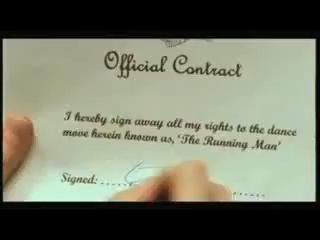 Official Contract
I hereby sign away all my rights to the dance
move herein known as, 'The Running Man'
Signed: